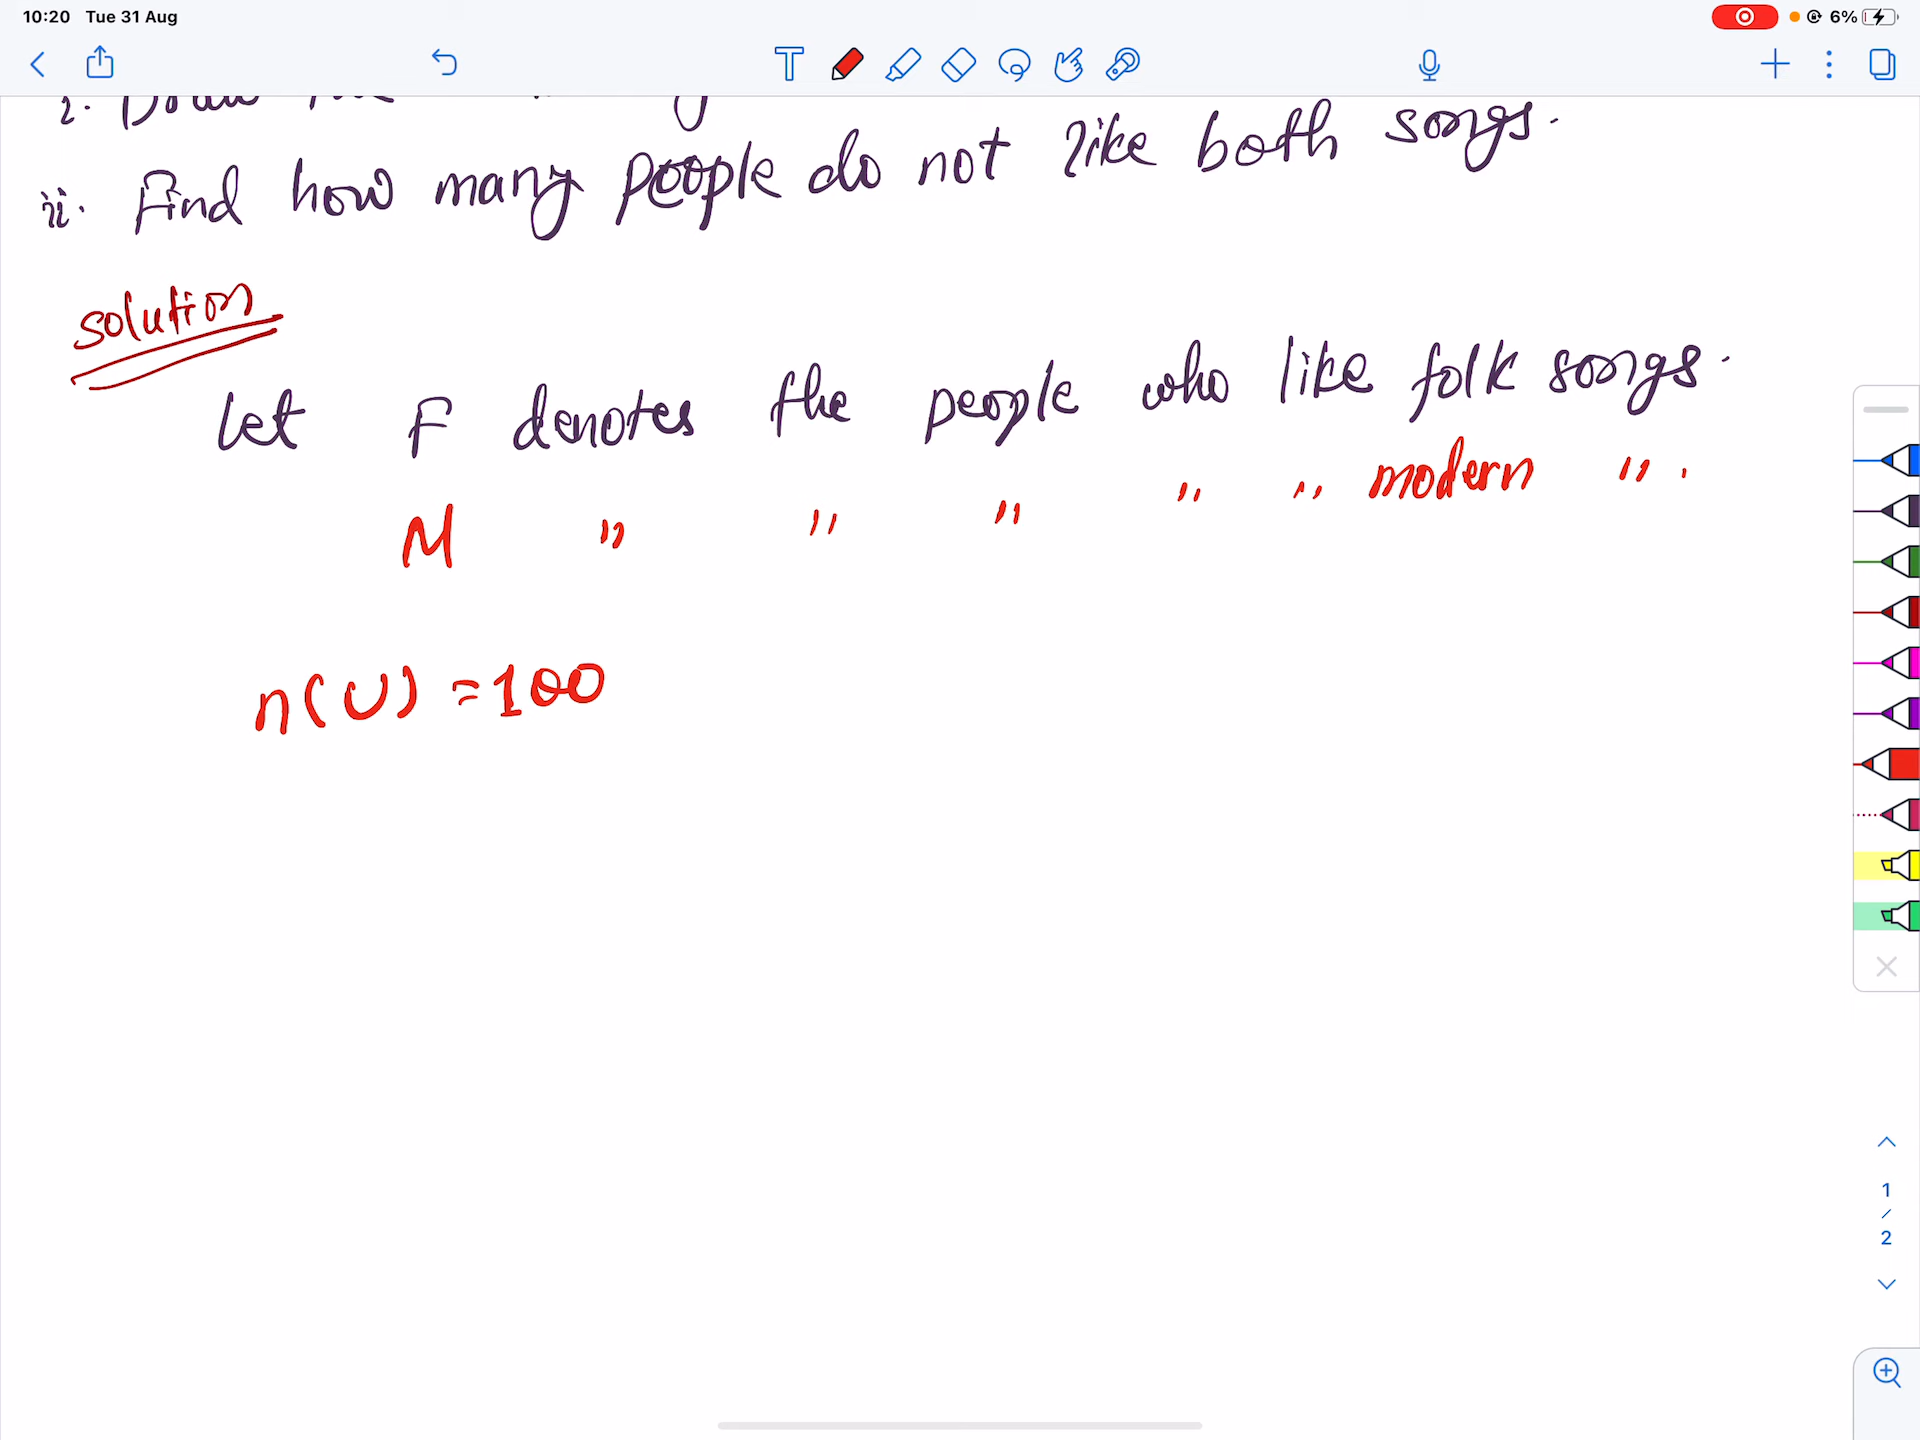 10:20 Tue 31 Aug
6%
i.
ii. Find how many people do not like both songs.
solution
Let F denotes the people who like folk songs.
M " " " " " modern " .
n(U) = 100
1
/
2